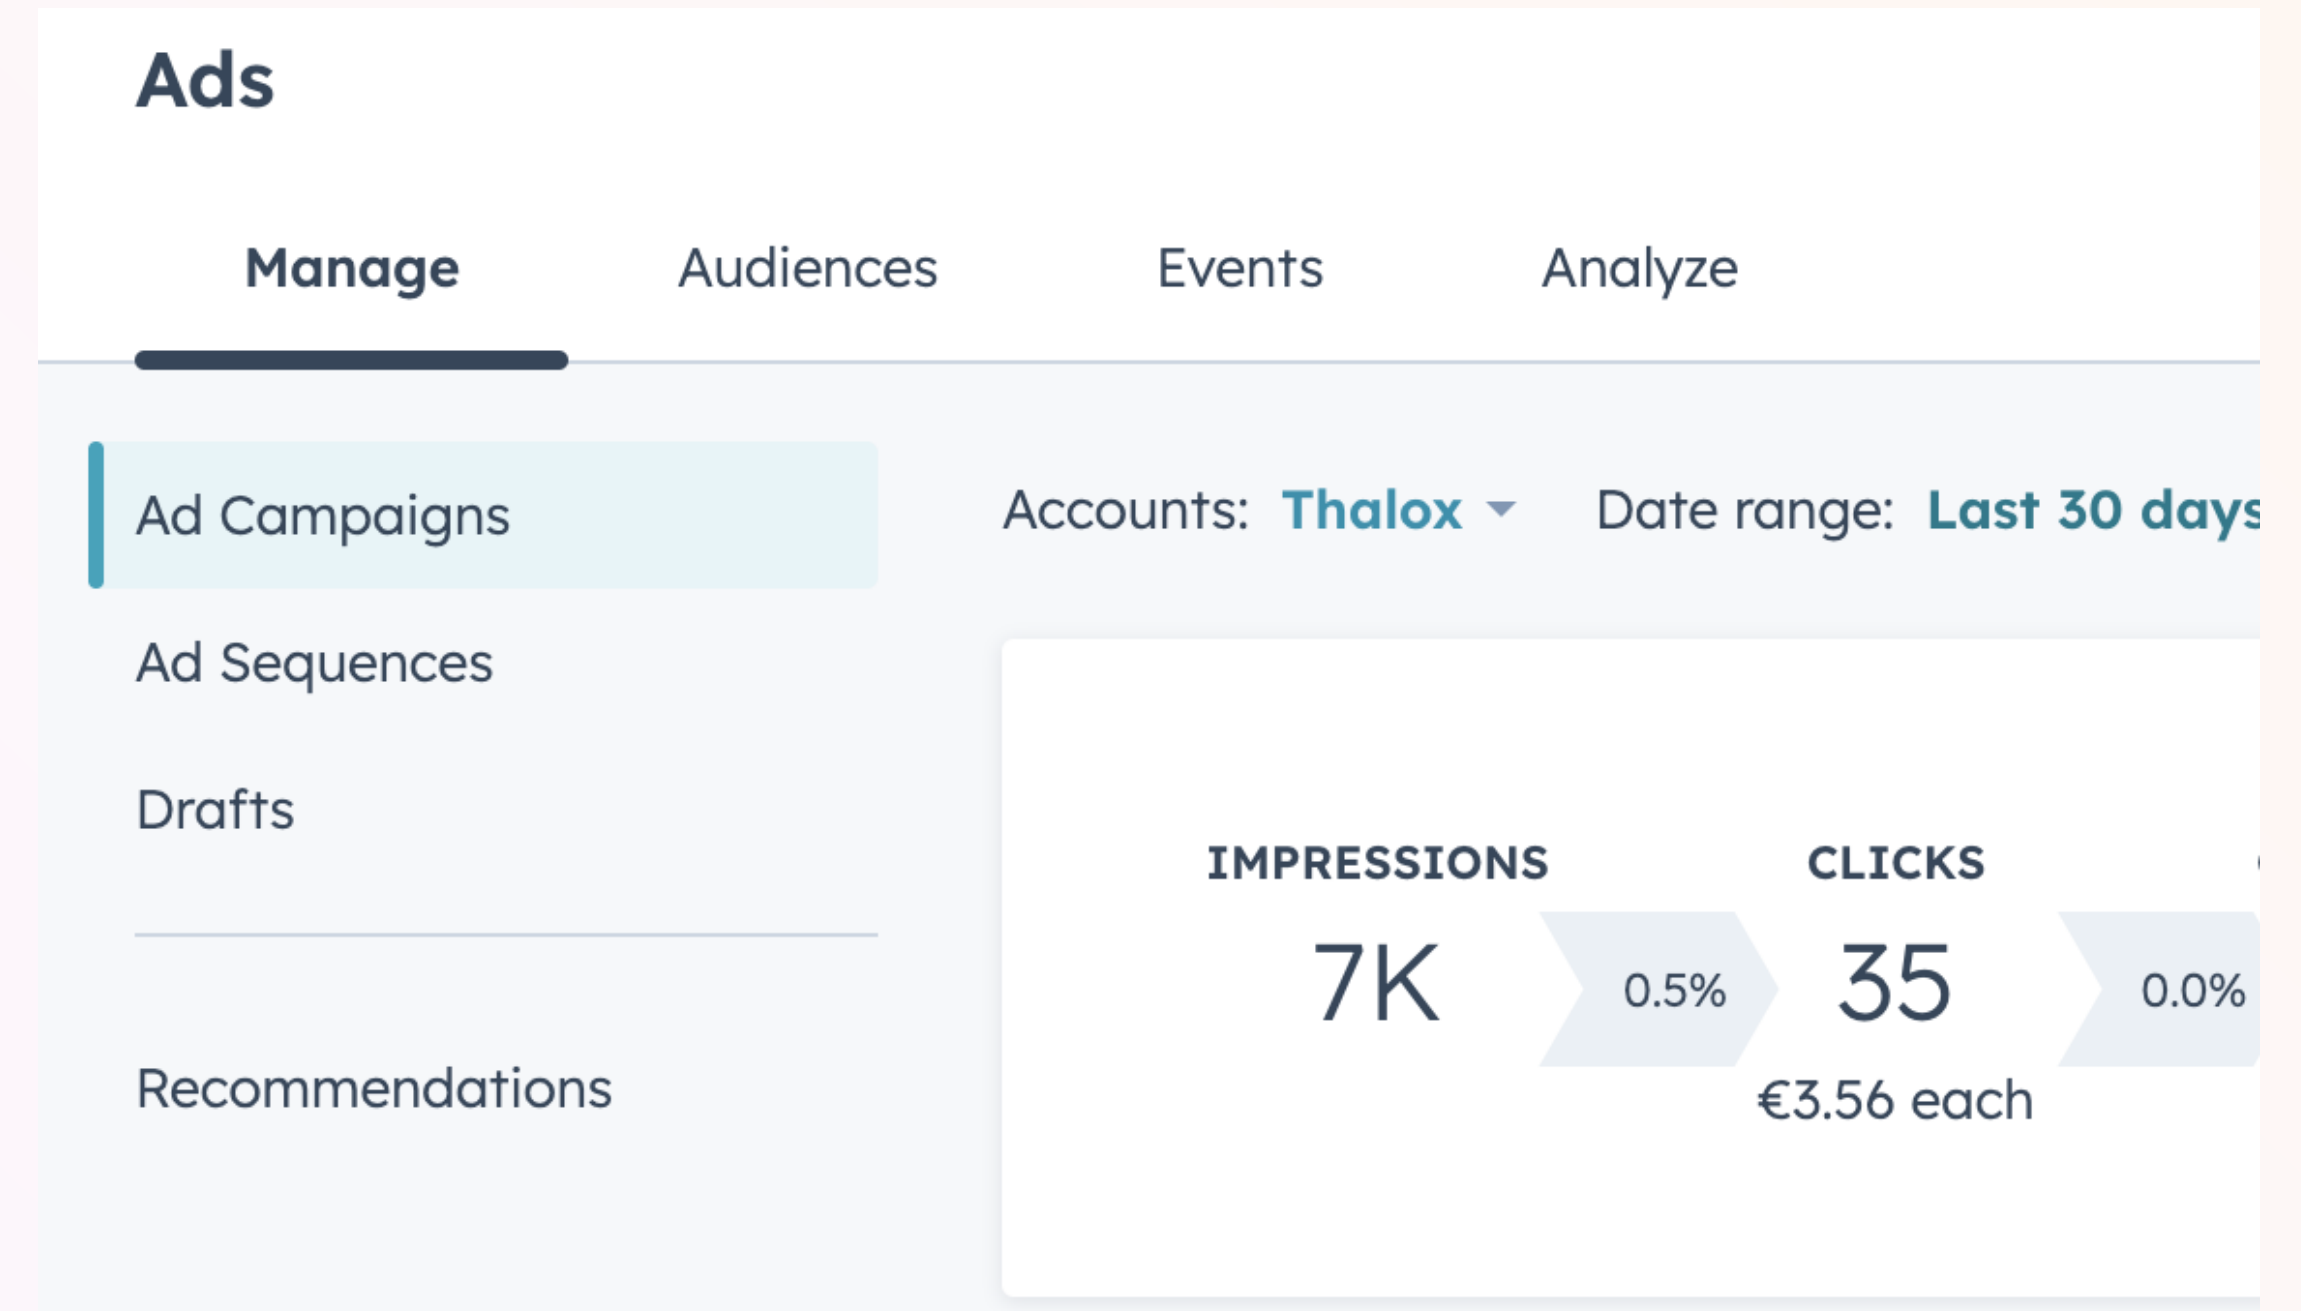 Ads
Manage Audiences Events Analyze
Ad Campaigns
Ad Sequences
Drafts
Recommendations
Accounts: Thalox Date range: Last 30 days
IMPRESSIONS CLICKS
7K 0.5% 35 0.0%
€3.56 each